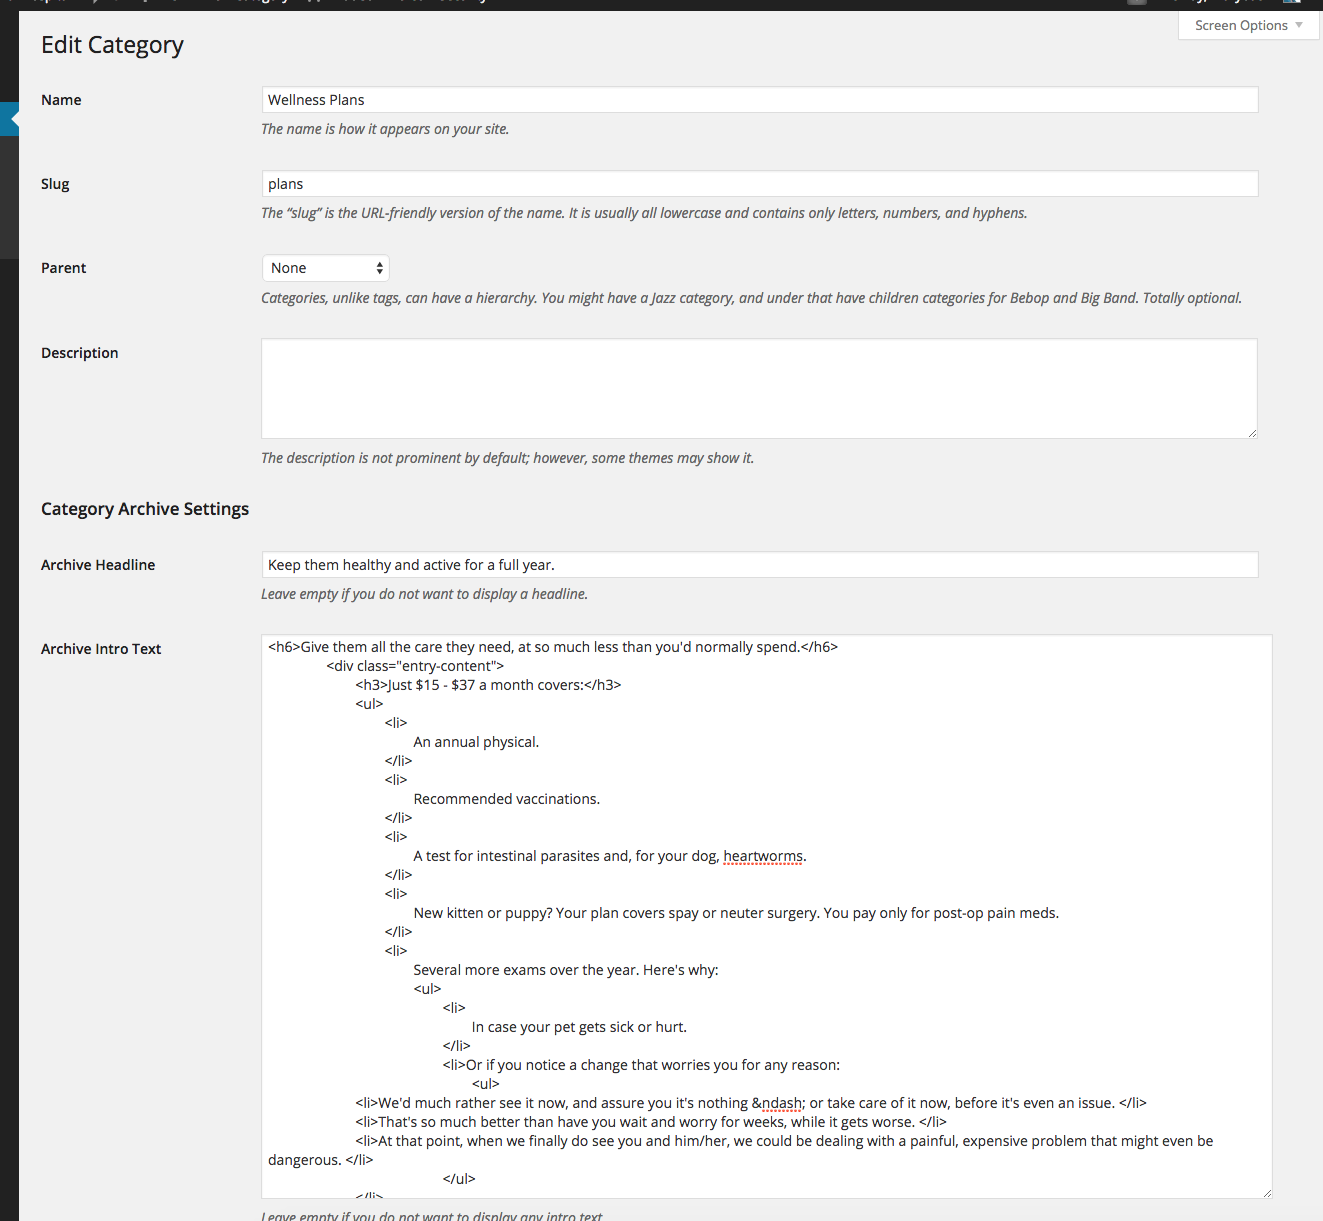 Screen Options
Edit Category
Name
Wellness Plans
The name is how it appears on your site.
Slug
plans
The “slug” is the URL-friendly version of the name. It is usually all lowercase and contains only letters, numbers, and hyphens.
Parent
None
Categories, unlike tags, can have a hierarchy. You might have a Jazz category, and under that have children categories for Bebop and Big Band. Totally optional.
Description
The description is not prominent by default; however, some themes may show it.
Category Archive Settings
Archive Headline
Keep them healthy and active for a full year.
Leave empty if you do not want to display a headline.
Archive Intro Text
<h6>Give them all the care they need, at so much less than you'd normally spend.</h6>
<div class="entry-content">
<h3>Just $15 - $37 a month covers:</h3>
<ul>
<li>
An annual physical.
</li>
<li>
Recommended vaccinations.
</li>
<li>
A test for intestinal parasites and, for your dog, heartworms.
</li>
<li>
New kitten or puppy? Your plan covers spay or neuter surgery. You pay only for post-op pain meds.
</li>
<li>
Several more exams over the year. Here's why:
<ul>
<li>
In case your pet gets sick or hurt.
</li>
<li>Or if you notice a change that worries you for any reason:
<ul>
<li>We'd much rather see it now, and assure you it's nothing &ndash; or take care of it now, before it's even an issue. </li>
<li>That's so much better than have you wait and worry for weeks, while it gets worse. </li>
<li>At that point, when we finally do see you and him/her, we could be dealing with a painful, expensive problem that might even be
dangerous. </li>
</ul>
</li>
Leave empty if you do not want to display any intro text.